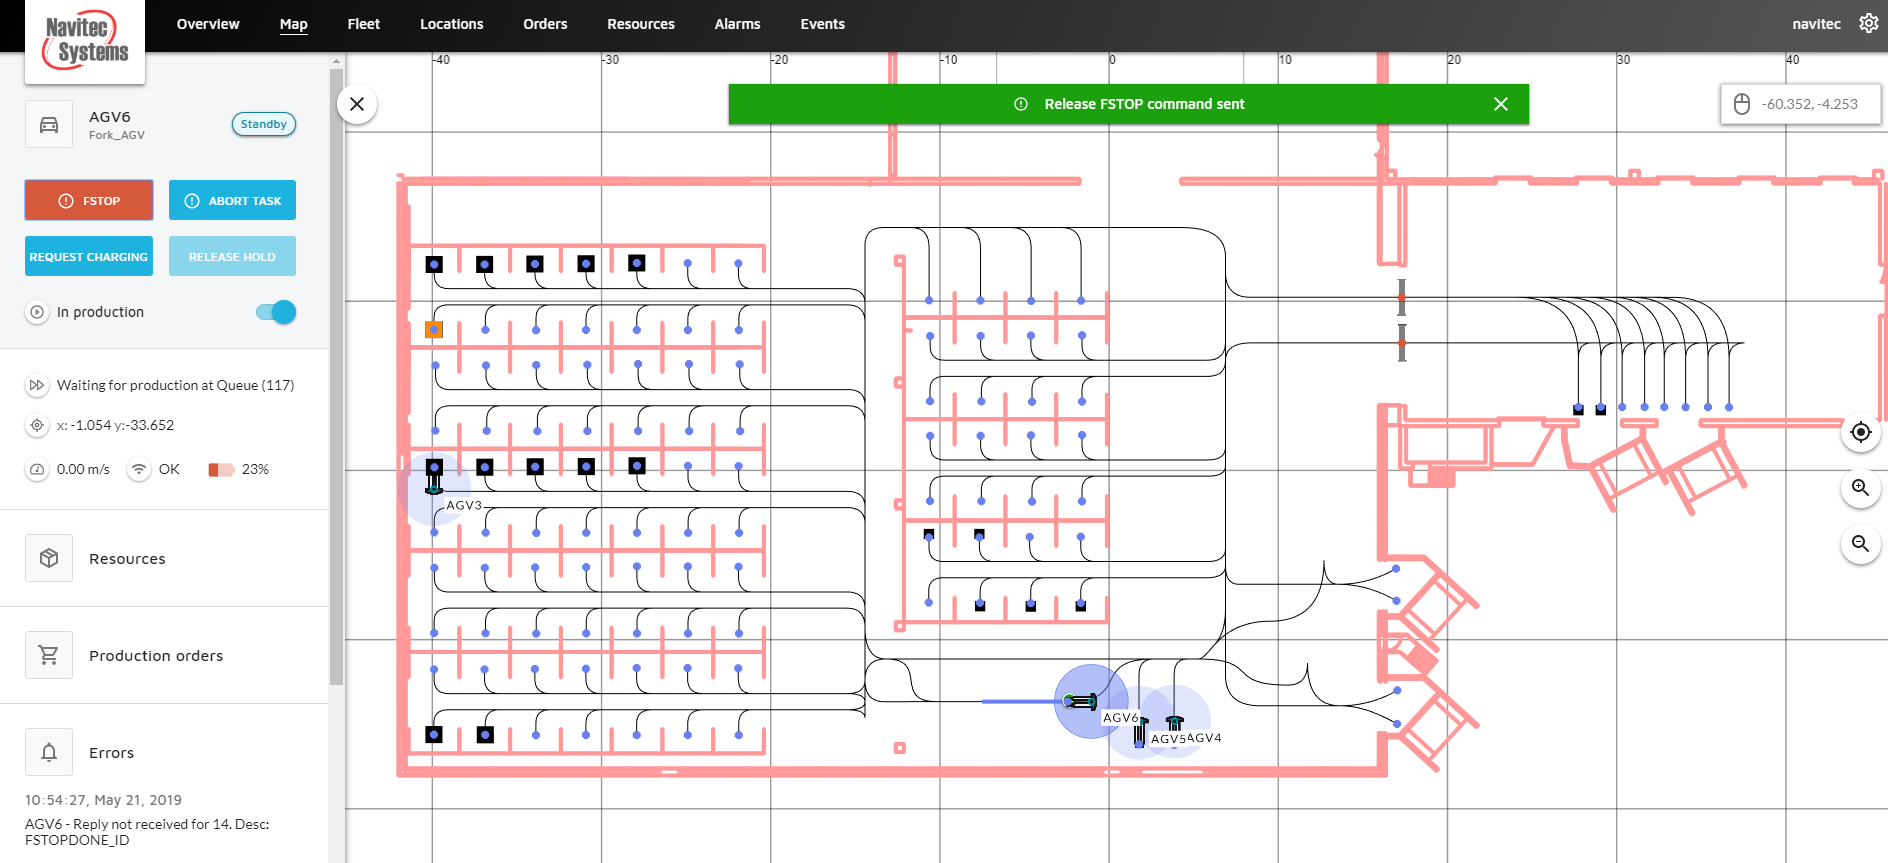 Navitec
Systems
Overview
Map
Fleet
Locations
Orders
Resources
Alarms
Events
navitec
-40
-30
-20
-10
0
10
20
30
40
AGV6
Fork_AGV
Standby
Release FSTOP command sent
-60.352, -4.253
FSTOP
ABORT TASK
REQUEST CHARGING
RELEASE HOLD
In production
Waiting for production at Queue (117)
x: -1.054 y:-33.652
0.00 m/s
OK
23%
AGV3
Resources
Production orders
AGV6
AGV5
AGV4
Errors
10:54:27, May 21, 2019
AGV6 - Reply not received for 14. Desc:
FSTOPDONE_ID